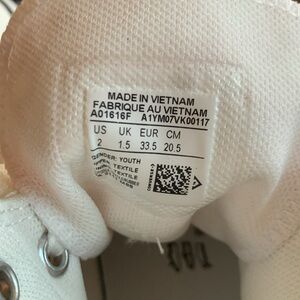 MADE IN VIETNAM
FABRIQUE AU VIETNAM
A01616F A1YM07VK00117
US UK EUR CM
2 1.5 33.5 20.5
GENDER: YOUTH
TEXTILE
TEXTILE